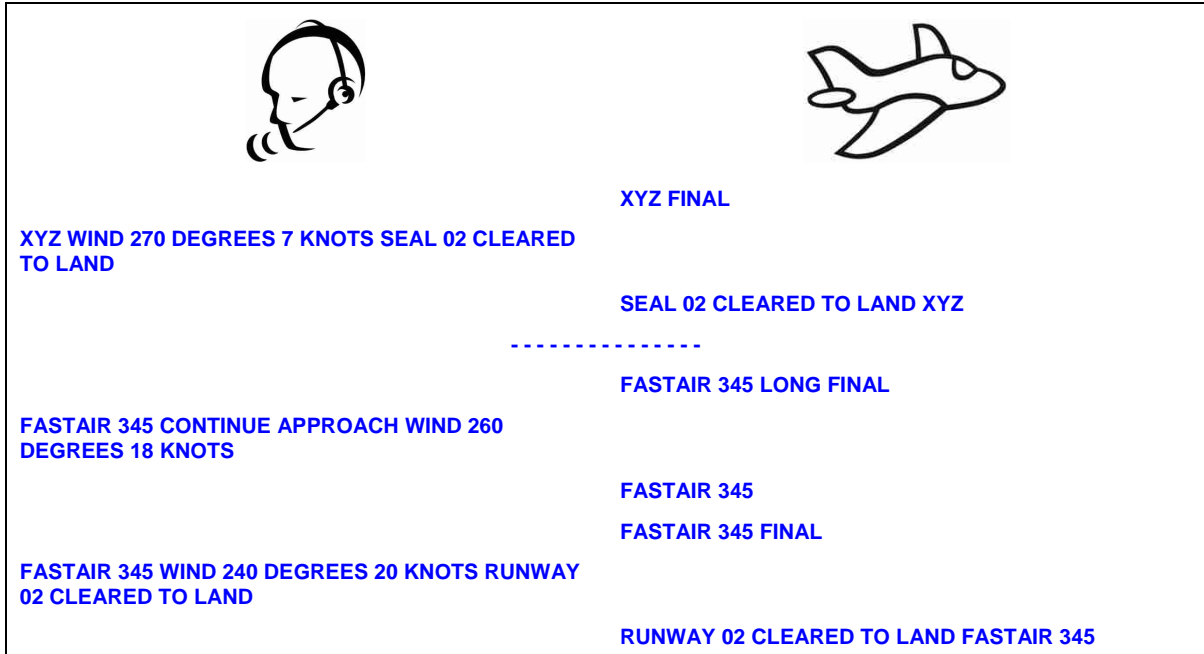 XYZ FINAL
XYZ WIND 270 DEGREES 7 KNOTS SEAL 02 CLEARED
TO LAND
SEAL 02 CLEARED TO LAND XYZ
- - - - - - - - - - - - - - -
FASTAIR 345 LONG FINAL
FASTAIR 345 CONTINUE APPROACH WIND 260
DEGREES 18 KNOTS
FASTAIR 345
FASTAIR 345 FINAL
FASTAIR 345 WIND 240 DEGREES 20 KNOTS RUNWAY
02 CLEARED TO LAND
RUNWAY 02 CLEARED TO LAND FASTAIR 345